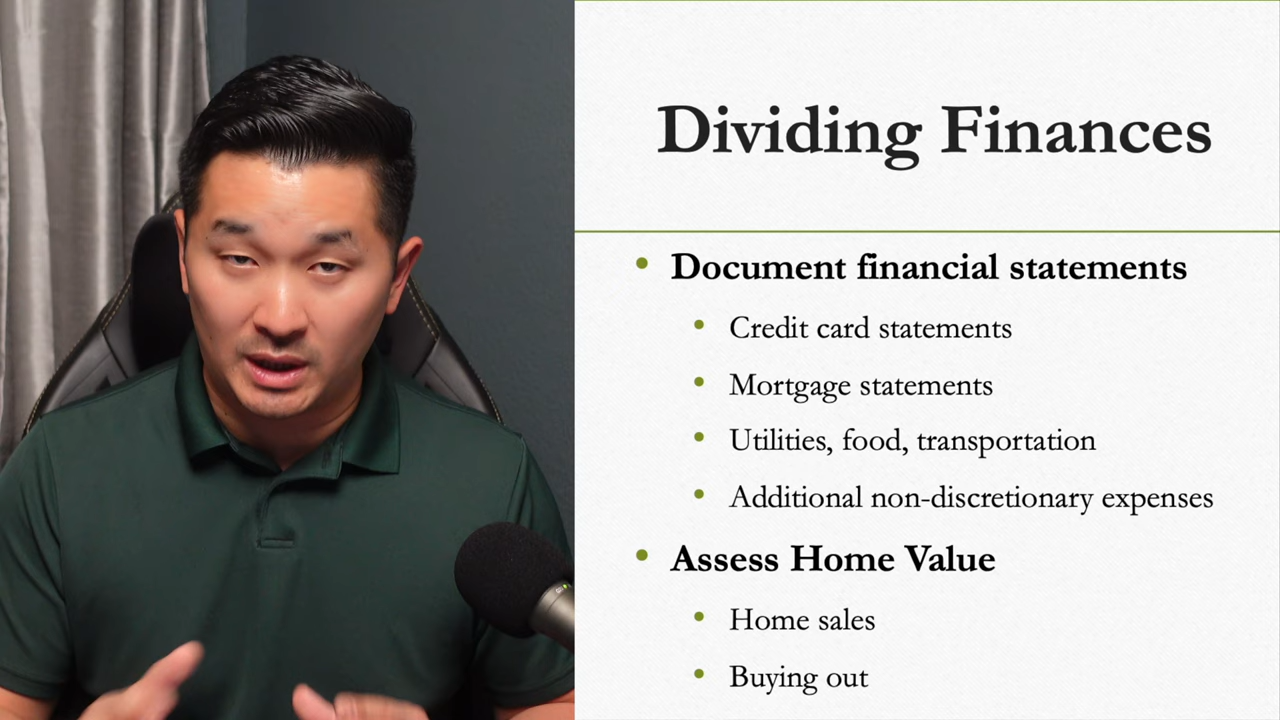 Dividing Finances
Document financial statements
Credit card statements
Mortgage statements
Utilities, food, transportation
Additional non-discretionary expenses
Assess Home Value
Home sales
Buying out